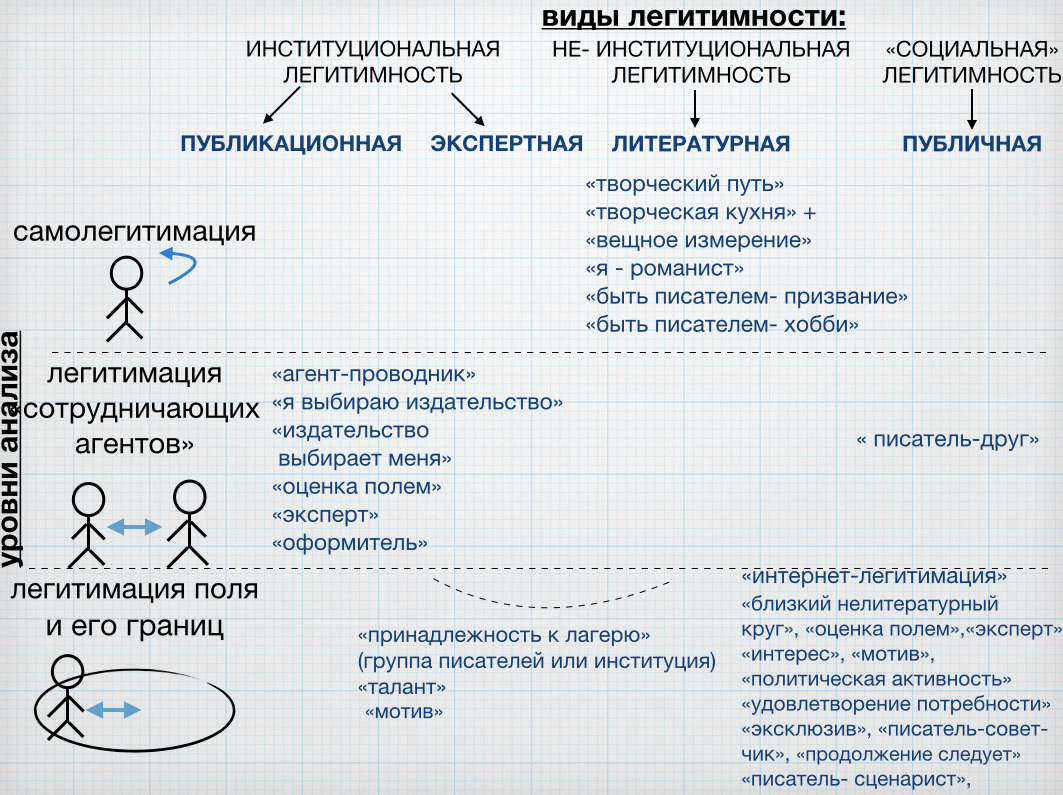 виды легитимности:
ИНСТИТУЦИОНАЛЬНАЯ
ЛЕГИТИМНОСТЬ
НЕ- ИНСТИТУЦИОНАЛЬНАЯ
ЛЕГИТИМНОСТЬ
«СОЦИАЛЬНАЯ»
ЛЕГИТИМНОСТЬ
ПУБЛИКАЦИОННАЯ
ЭКСПЕРТНАЯ
ЛИТЕРАТУРНАЯ
ПУБЛИЧНАЯ
уровни анализа
самолегитимация
«творческий путь»
«творческая кухня» +
«вещное измерение»
«я - романист»
«быть писателем- призвание»
«быть писателем- хобби»
легитимация
«сотрудничающих
агентов»
«агент-проводник»
«я выбираю издательство»
«издательство
выбирает меня»
«оценка полем»
«эксперт»
«оформитель»
« писатель-друг»
легитимация поля
и его границ
«принадлежность к лагерю»
(группа писателей или институция)
«талант»
«мотив»
«интернет-легитимация»
«близкий нелитературный
круг», «оценка полем»,«эксперт»
«интерес», «мотив»,
«политическая активность»
«удовлетворение потребности»
«эксклюзив», «писатель-совет-
чик», «продолжение следует»
«писатель- сценарист»,